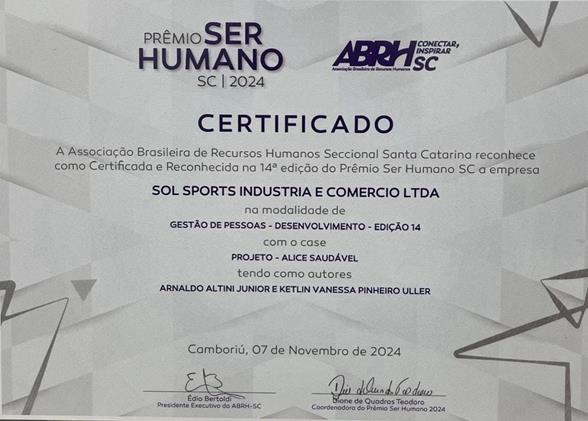 PRÊMIO SER
HUMANO
SC | 2024
ABRH SC
CONECTAR,
INSPIRAR
Associação Brasileira de Recursos Humanos
CERTIFICADO
A Associação Brasileira de Recursos Humanos Seccional Santa Catarina reconhece
como Certificada e Reconhecida na 14ª edição do Prêmio Ser Humano SC a empresa
SOL SPORTS INDUSTRIA E COMERCIO LTDA
na modalidade de
GESTÃO DE PESSOAS - DESENVOLVIMENTO - EDIÇÃO 14
com o case
PROJETO - ALICE SAUDÁVEL
tendo como autores
ARNALDO ALTINI JUNIOR E KETLIN VANESSA PINHEIRO ULLER
Camboriú, 07 de Novembro de 2024
Édio Bertoldi
Presidente Executivo da ABRH-SC
Dione de Quadros Teodoro
Coordenadora do Prêmio Ser Humano 2024